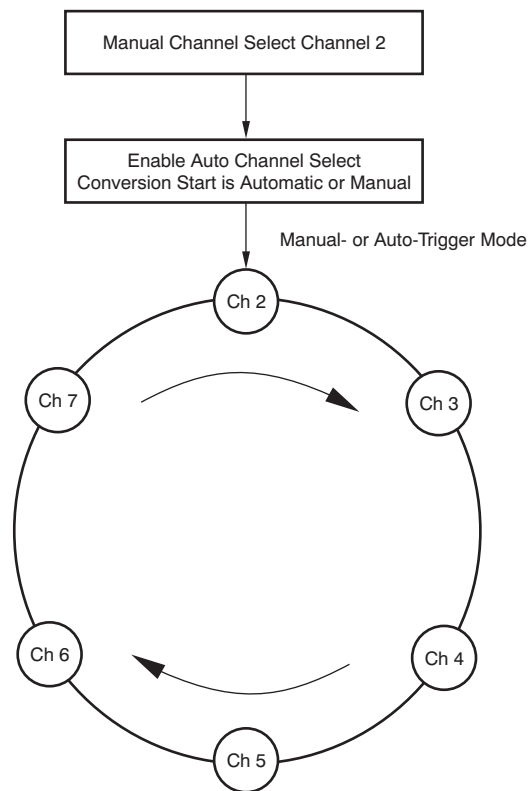 Manual Channel Select Channel 2
Enable Auto Channel Select
Conversion Start is Automatic or Manual
Manual- or Auto-Trigger Mode
Ch 2
Ch 7
Ch 3
Ch 6
Ch 4
Ch 5